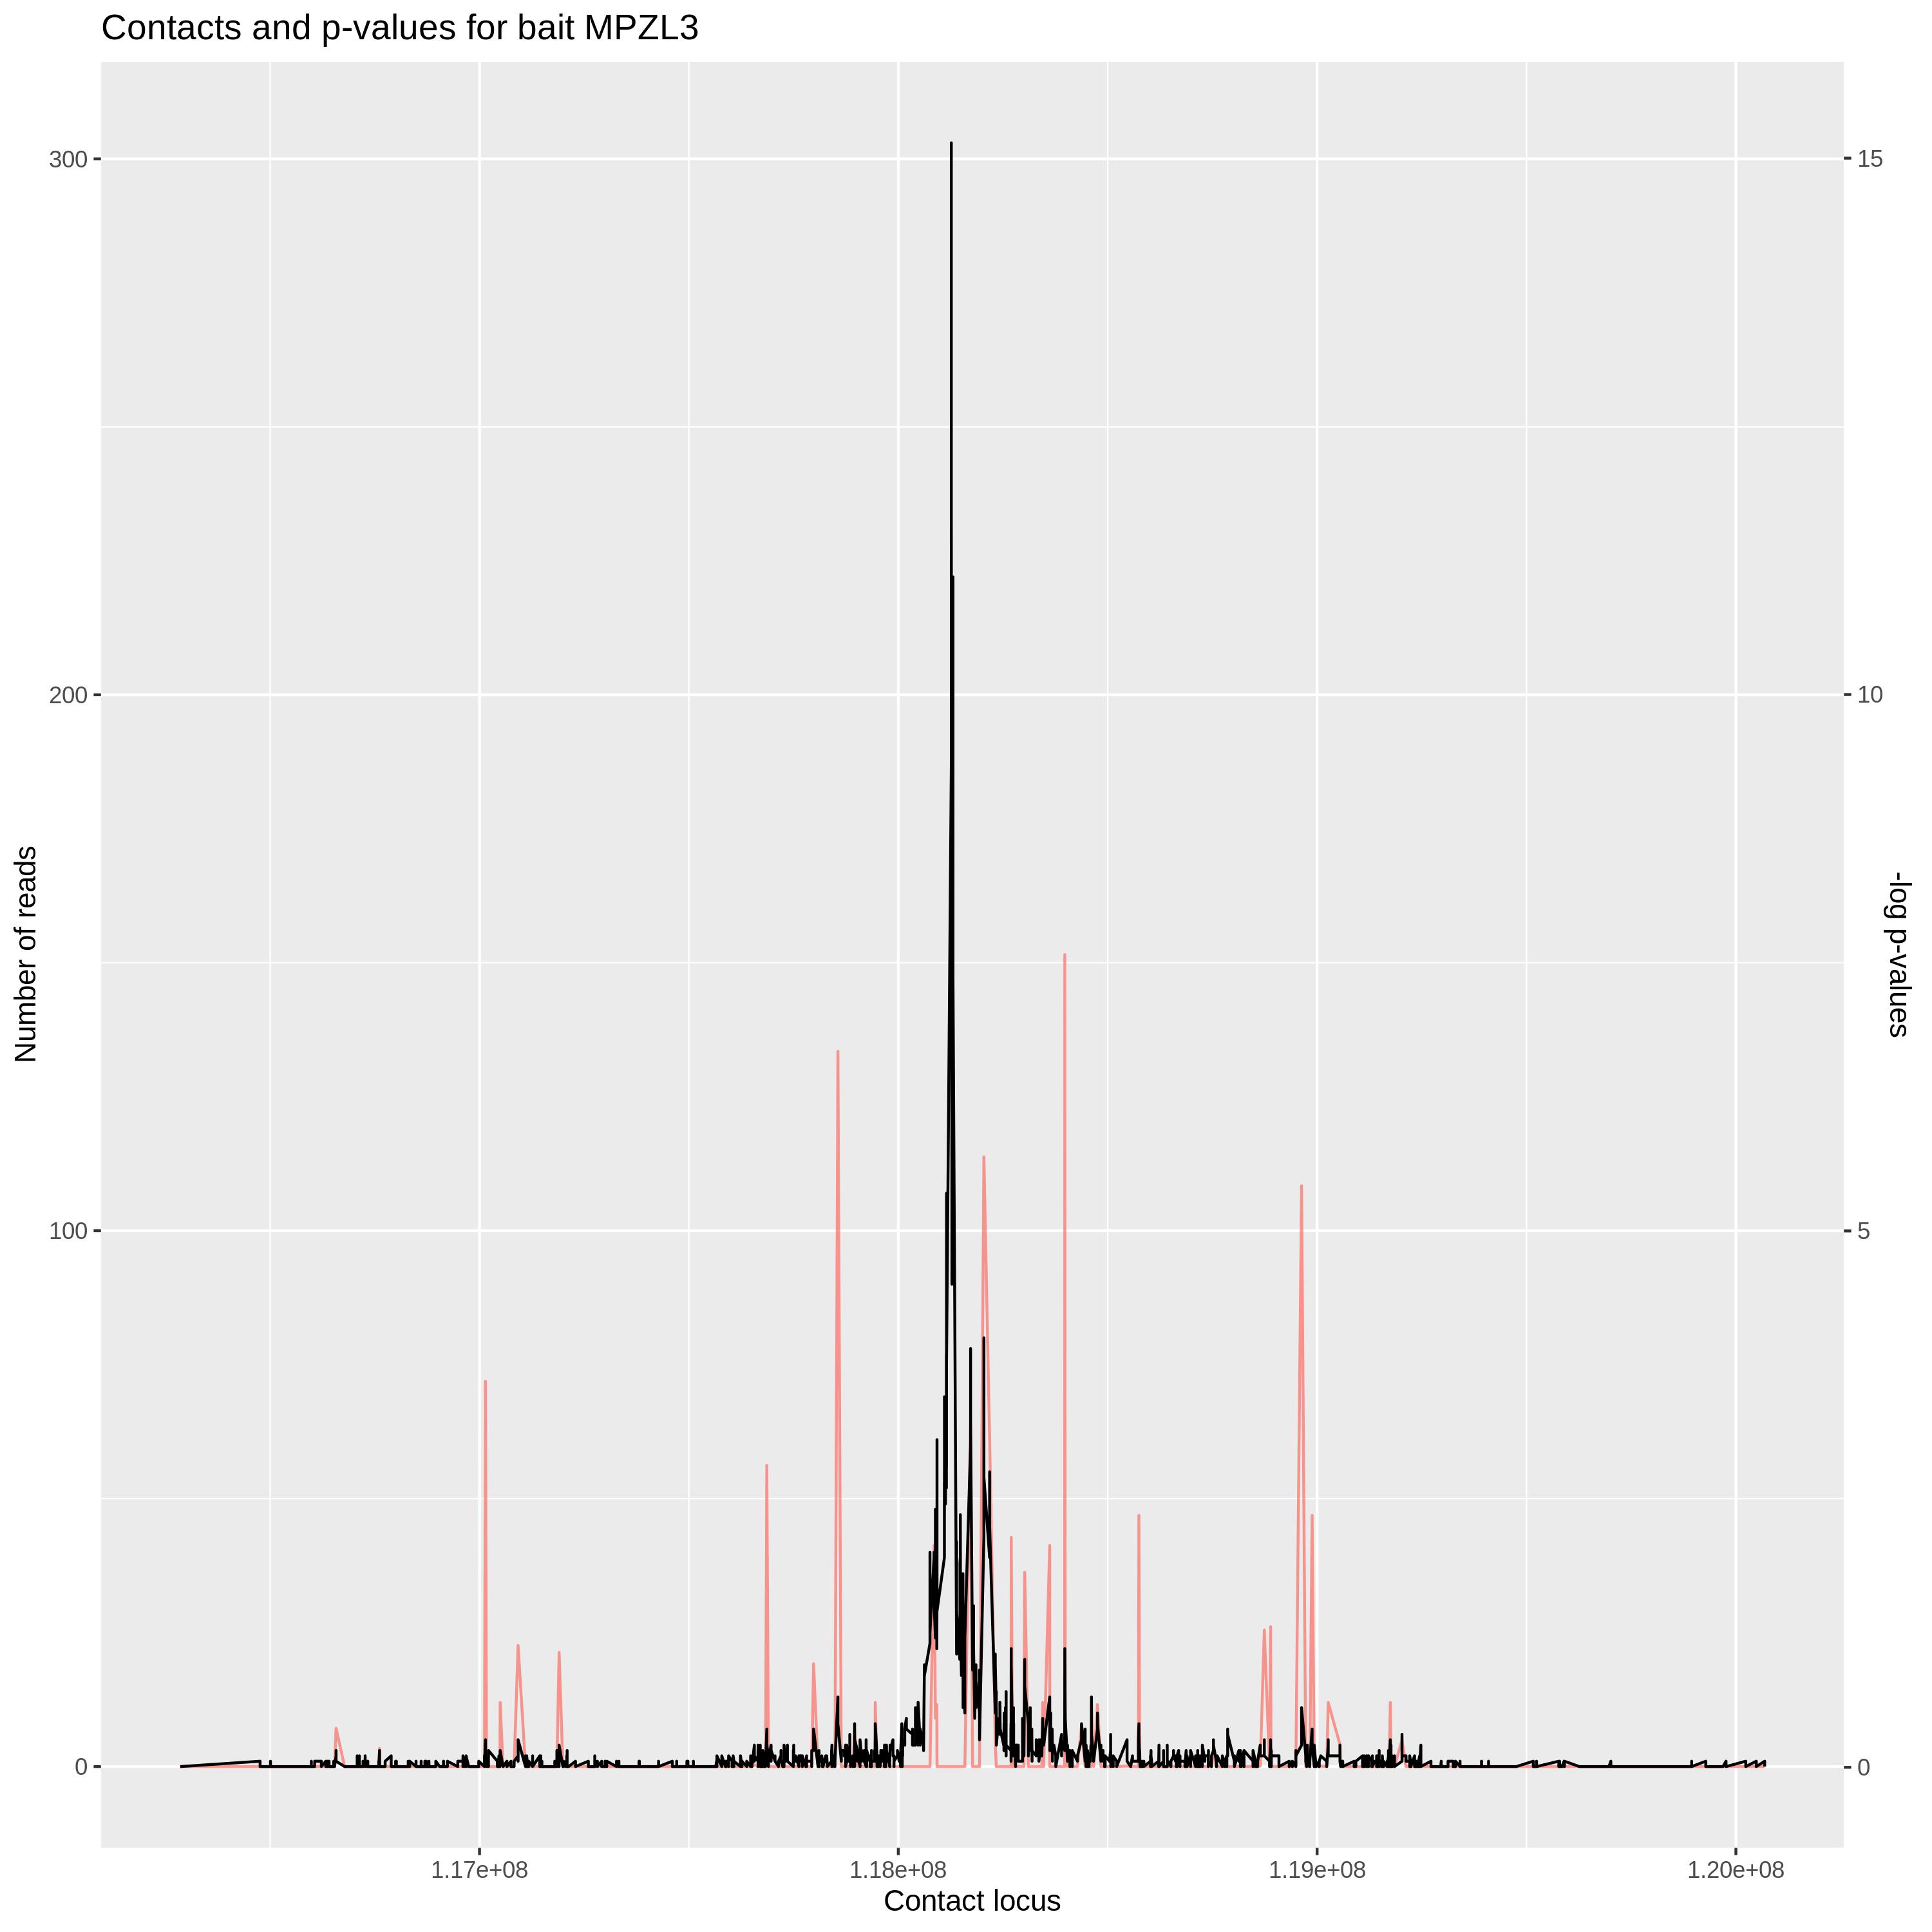 Contacts and p-values for bait MPZL3
300
200
100
0
15
10
5
0
Number of reads
-log p-values
1.17e+08
1.18e+08
1.19e+08
1.20e+08
Contact locus